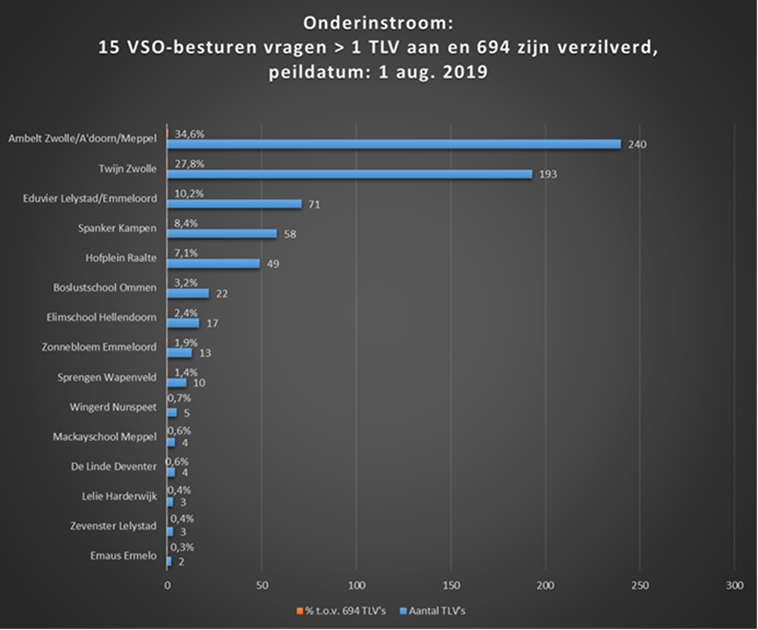 Onderinstroom:
15 VSO-besturen vragen > 1 TLV aan en 694 zijn verzilverd,
peildatum: 1 aug. 2019
Ambelt Zwolle/A'doorn/Meppel 34,6% 240
Twijn Zwolle 27,8% 193
Eduvier Lelystad/Emmeloord 10,2% 71
Spanker Kampen 8,4% 58
Hofplein Raalte 7,1% 49
Boslustschool Ommen 3,2% 22
Elimschool Hellendoorn 2,4% 17
Zonnebloem Emmeloord 1,9% 13
Sprengen Wapenveld 1,4% 10
Wingerd Nunspeet 0,7% 5
Mackayschool Meppel 0,6% 4
De Linde Deventer 0,6% 4
Lelie Harderwijk 0,4% 3
Zevenster Lelystad 0,4% 3
Emaus Ermelo 0,3% 2
0 50 100 150 200 250 300
% t.o.v. 694 TLV's Aantal TLV's